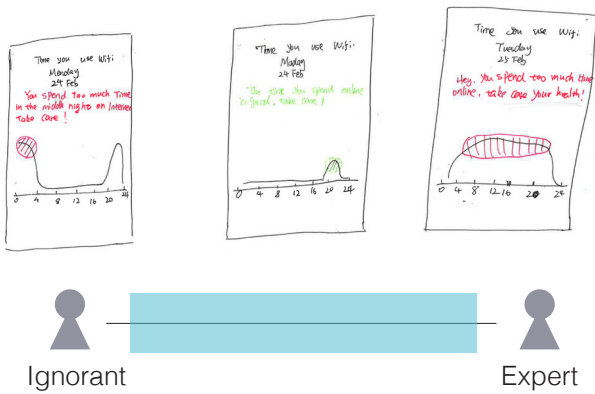 Time you use Wifi
Monday
24 Feb
You spend too much Time
in the middle nights on Internet
Take care !
0 4 8 12 16 20 24
Time you use Wifi
Monday
24 Feb
The time you spend online
is good, take care !
0 4 8 12 16 20 24
Time you use Wifi
Tuesday
25 Feb
Hey, you spend too much time
online, take care your health!
0 4 8 12 16 20 24
Ignorant
Expert